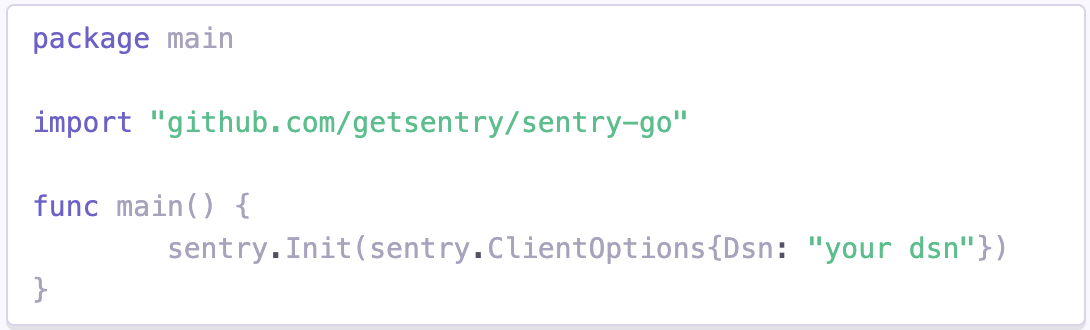 package main
import "github.com/getsentry/sentry-go"
func main() {
sentry.Init(sentry.ClientOptions{Dsn: "your dsn"})
}